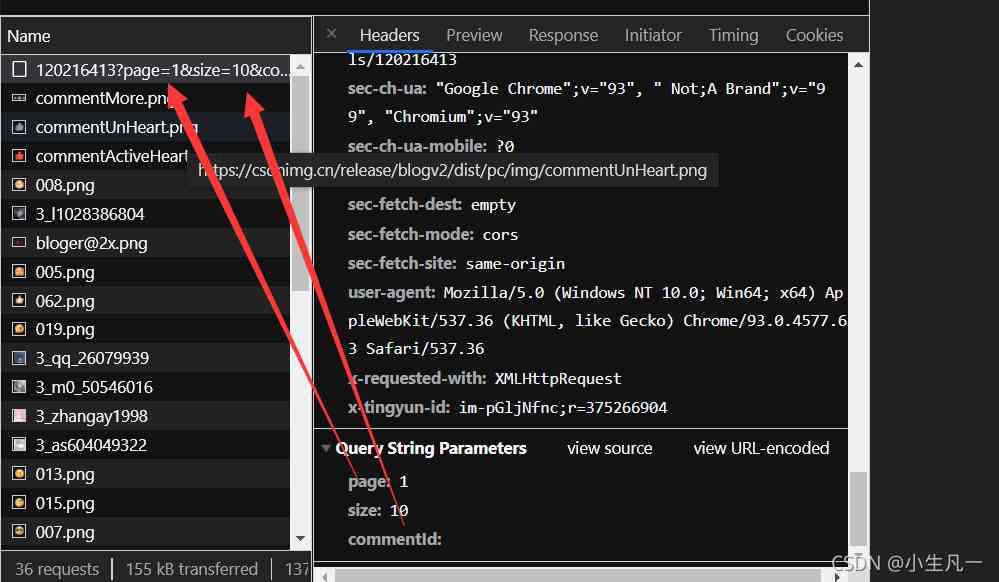 Name
120216413?page=1&size=10&co...
commentMore.png
commentUnHeart.png
commentActiveHeart
008.png
3_l1028386804
bloger@2x.png
005.png
062.png
019.png
3_qq_26079939
3_m0_50546016
3_zhangay1998
3_as604049322
013.png
015.png
007.png
36 requests
155 kB transferred
137
Headers Preview Response Initiator Timing Cookies
ls/120216413
sec-ch-ua: "Google Chrome";v="93", " Not;A Brand";v="9
9", "Chromium";v="93"
sec-ch-ua-mobile: ?0
https://csdnimg.cn/release/blogv2/dist/pc/img/commentUnHeart.png
sec-fetch-dest: empty
sec-fetch-mode: cors
sec-fetch-site: same-origin
user-agent: Mozilla/5.0 (Windows NT 10.0; Win64; x64) Ap
pleWebKit/537.36 (KHTML, like Gecko) Chrome/93.0.4577.6
3 Safari/537.36
x-requested-with: XMLHttpRequest
x-tingyun-id: im-pGljNfnc;r=375266904
Query String Parameters view source view URL-encoded
page: 1
size: 10
commentId:
CSDN @小生凡一